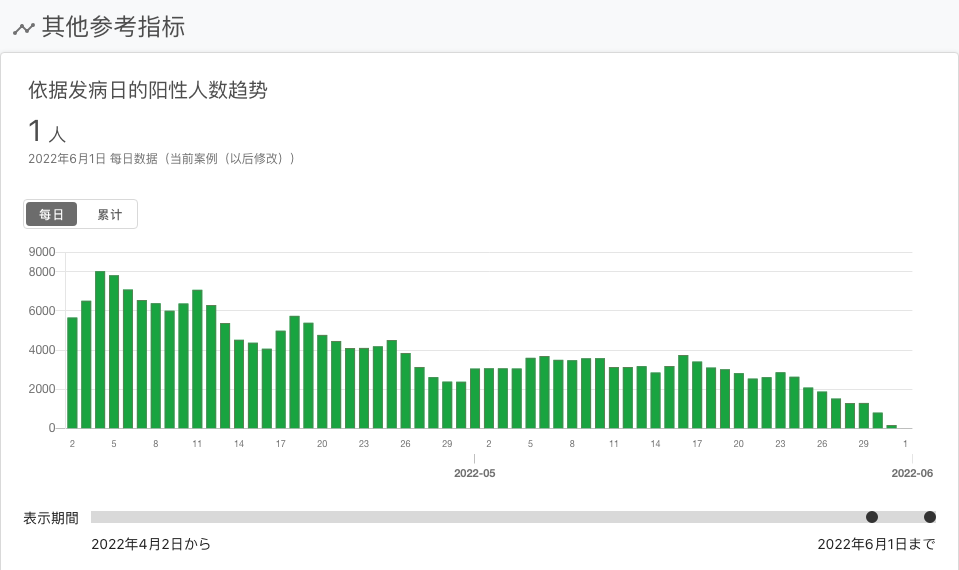 其他参考指标
依据发病日的阳性人数趋势
1 人
2022年6月1日 每日数据（当前案例（以后修改））
每日 累计
9000
8000
6000
4000
2000
0
2 5 8 11 14 17 20 23 26 29 2 5 8 11 14 17 20 23 26 29 1
2022-05 2022-06
表示期間
2022年4月2日から 2022年6月1日まで